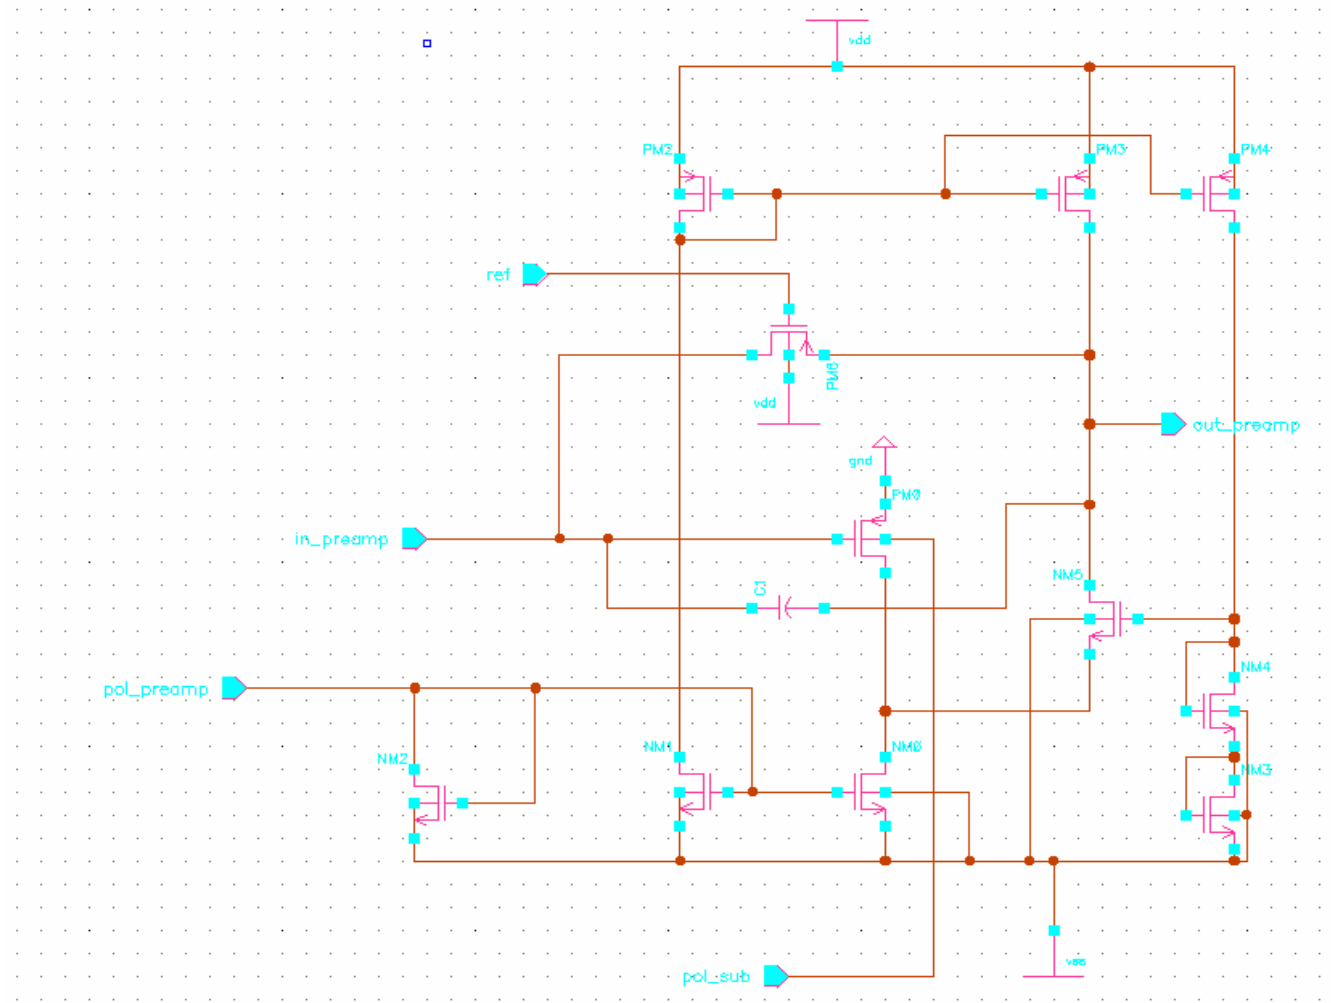 vdd
PM2
PM3
PM4
ref
PM6
vdd
out_preamp
gnd
PM0
in_preamp
NM5
C1
NM4
pol_preamp
NM2
NM1
NM0
NM3
vss
pol_sub